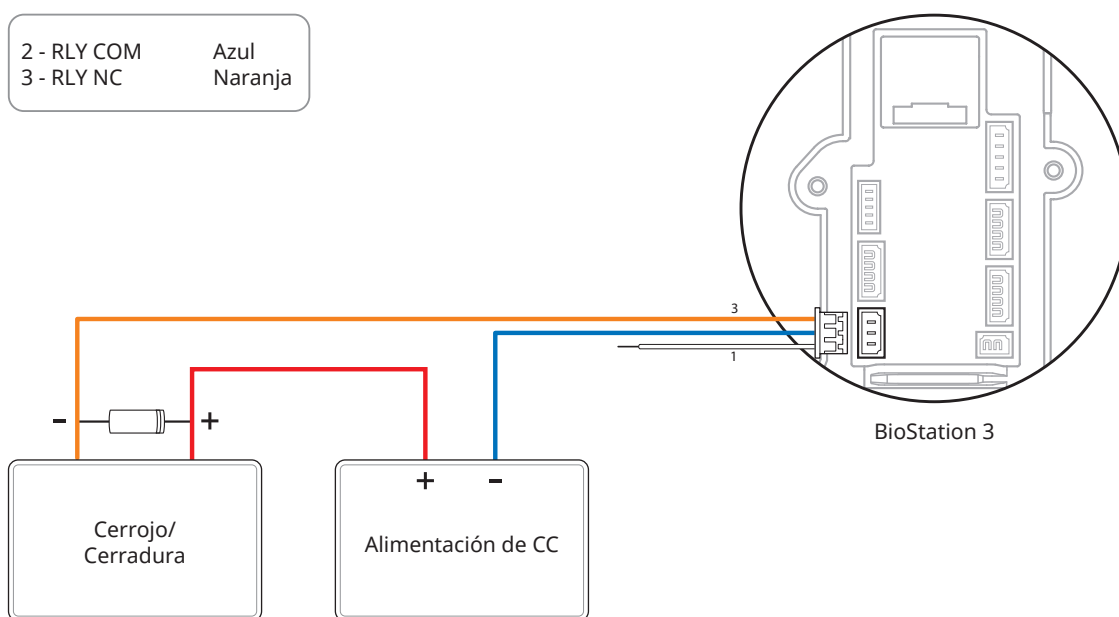 2 - RLY COM Azul
3 - RLY NC Naranja
3
1
BioStation 3
- +
+ -
Cerrojo/
Cerradura
Alimentación de CC